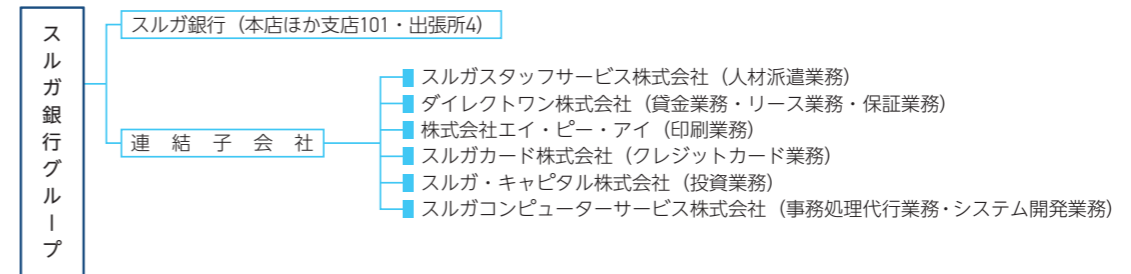 スルガ銀行グループ
スルガ銀行（本店ほか支店101・出張所4）
連結子会社
スルガスタッフサービス株式会社（人材派遣業務）
ダイレクトワン株式会社（貸金業務・リース業務・保証業務）
株式会社エイ・ピー・アイ（印刷業務）
スルガカード株式会社（クレジットカード業務）
スルガ・キャピタル株式会社（投資業務）
スルガコンピューターサービス株式会社（事務処理代行業務・システム開発業務）